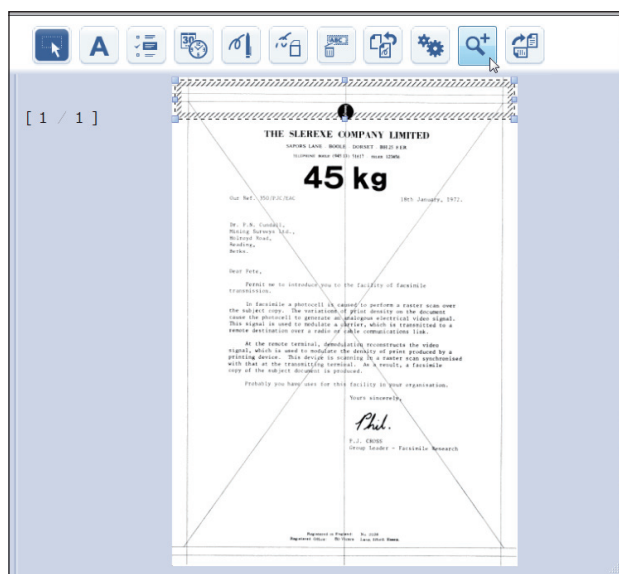 A
30
ABC
[ 1 / 1 ]
THE SLEREXE COMPANY LIMITED
SAPORS LANE · BOOLE · DORSET · BH25 8ER
45 kg
18th January, 1972.
Dr. P.N. Cundall,
Mining Surveys Ltd.,
Holroyd Road,
Reading,
Berks.
Dear Pete,
Permit me to introduce you to the facility of facsimile
transmission.
In facsimile a photocell is caused to perform a raster scan over
the subject copy. The variations of print density on the document
cause the photocell to generate an analogous electrical video signal.
This signal is used to modulate a carrier, which is transmitted to a
remote destination over a radio or cable communications link.
At the remote terminal, demodulation reconstructs the video
signal, which is used to modulate the density of print produced by a
printing device. This device is scanning in a raster scan synchronised
with that at the transmitting terminal. As a result, a facsimile
copy of the subject document is produced.
Probably you have uses for this facility in your organisation.
Yours sincerely,
Phil.
P.J. CROSS
Group Leader - Facsimile Research